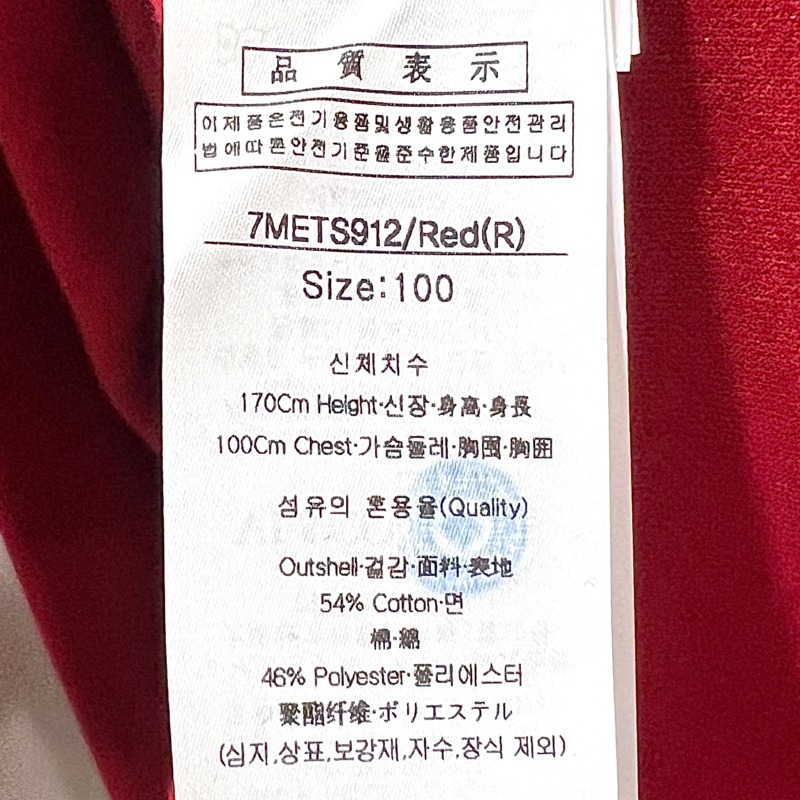 品質表示
이제품은전기용품및생활용품안전관리
법에따른안전기준을준수한제품입니다
7METS912/Red(R)
Size:100
신체치수
170Cm Height·신장·身高·身長
100Cm Chest·가슴둘레·胸围·胸囲
섬유의 혼용율(Quality)
Outshell·겉감·面料·表地
54% Cotton·면
棉·綿
46% Polyester·폴리에스터
聚酯纤维·ポリエステル
(심지,상표,보강재,자수,장식 제외)